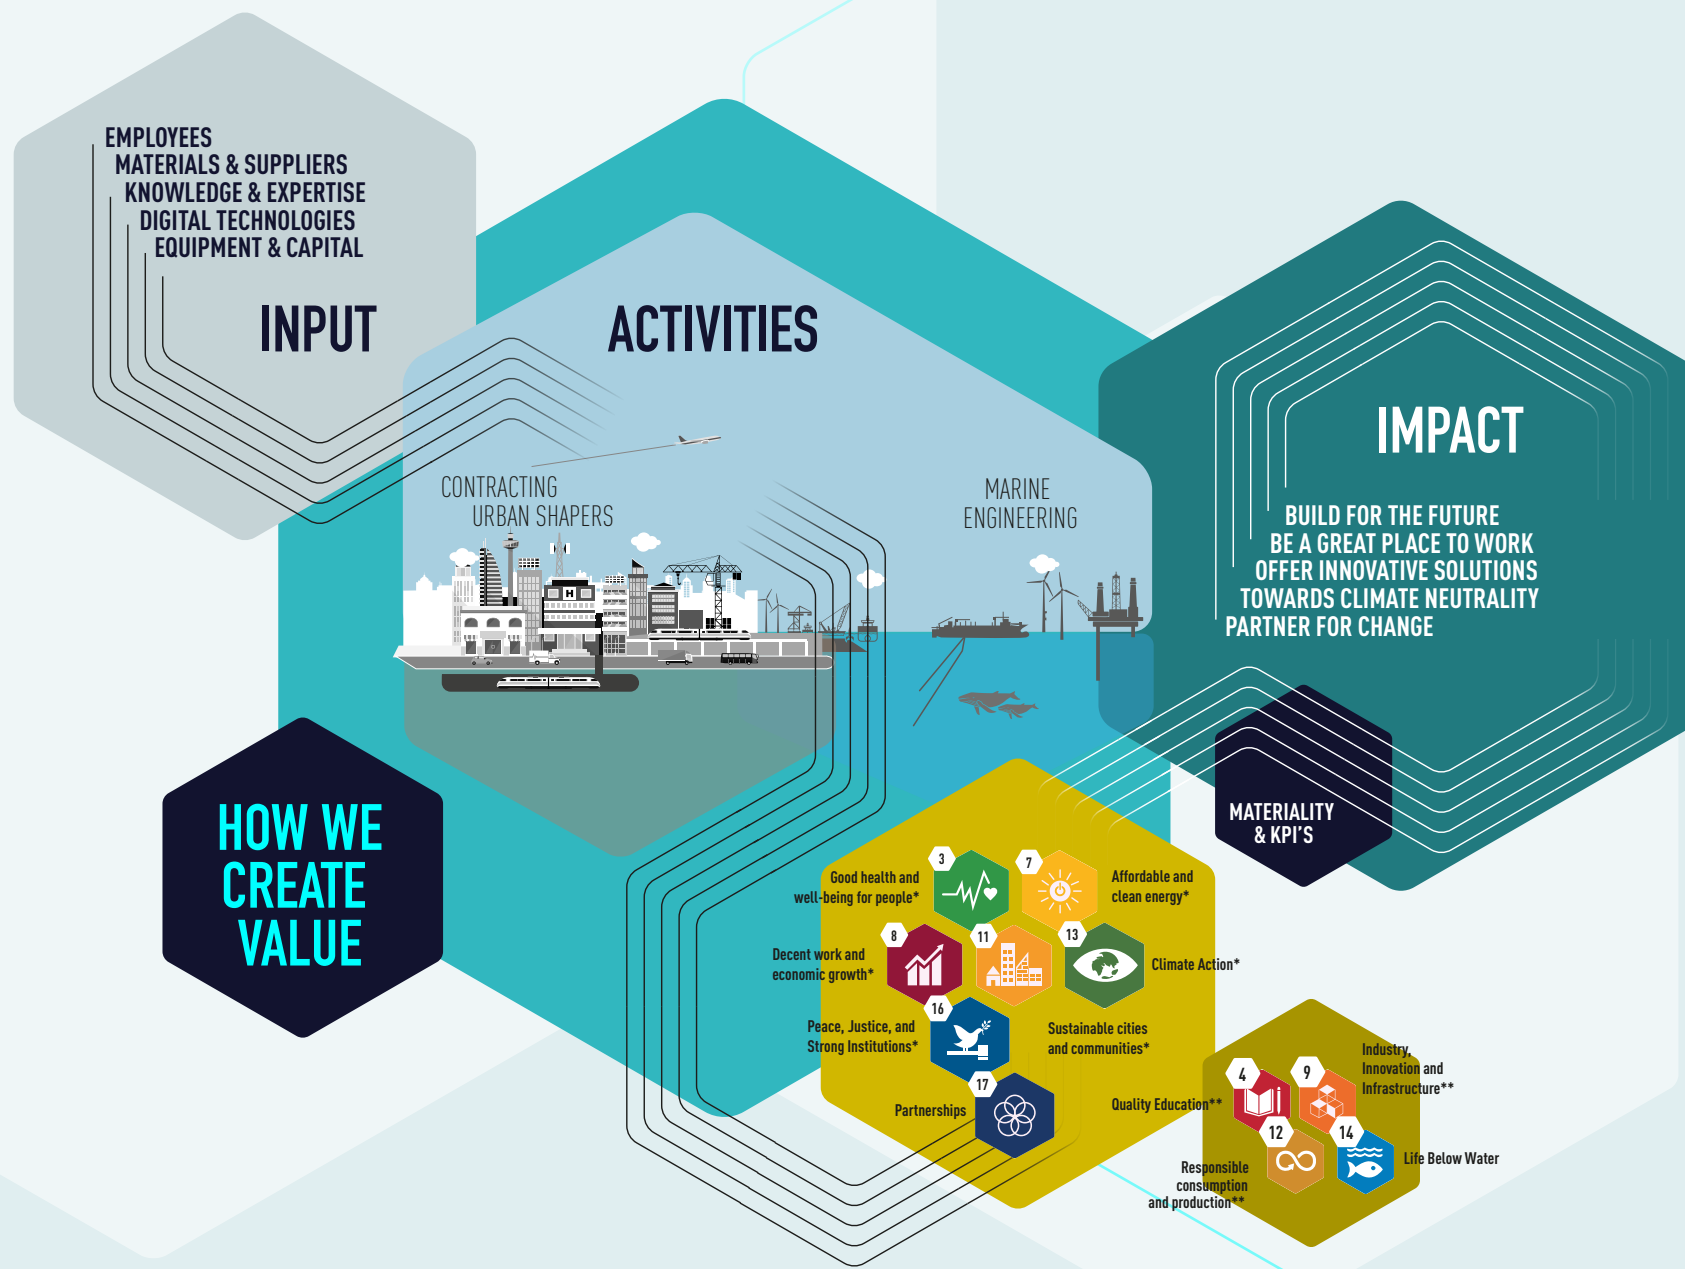 EMPLOYEES
MATERIALS & SUPPLIERS
KNOWLEDGE & EXPERTISE
DIGITAL TECHNOLOGIES
EQUIPMENT & CAPITAL
INPUT
ACTIVITIES
CONTRACTING
URBAN SHAPERS
H
MARINE
ENGINEERING
IMPACT
BUILD FOR THE FUTURE
BE A GREAT PLACE TO WORK
OFFER INNOVATIVE SOLUTIONS
TOWARDS CLIMATE NEUTRALITY
PARTNER FOR CHANGE
MATERIALITY
& KPI'S
HOW WE
CREATE
VALUE
3
Good health and
well-being for people*
7
Affordable and
clean energy*
8
Decent work and
economic growth*
11
13
Climate Action*
16
Peace, Justice, and
Strong Institutions*
Sustainable cities
and communities*
17
Partnerships
4
Quality Education**
9
Industry,
Innovation and
Infrastructure**
12
Responsible
consumption
and production**
14
Life Below Water